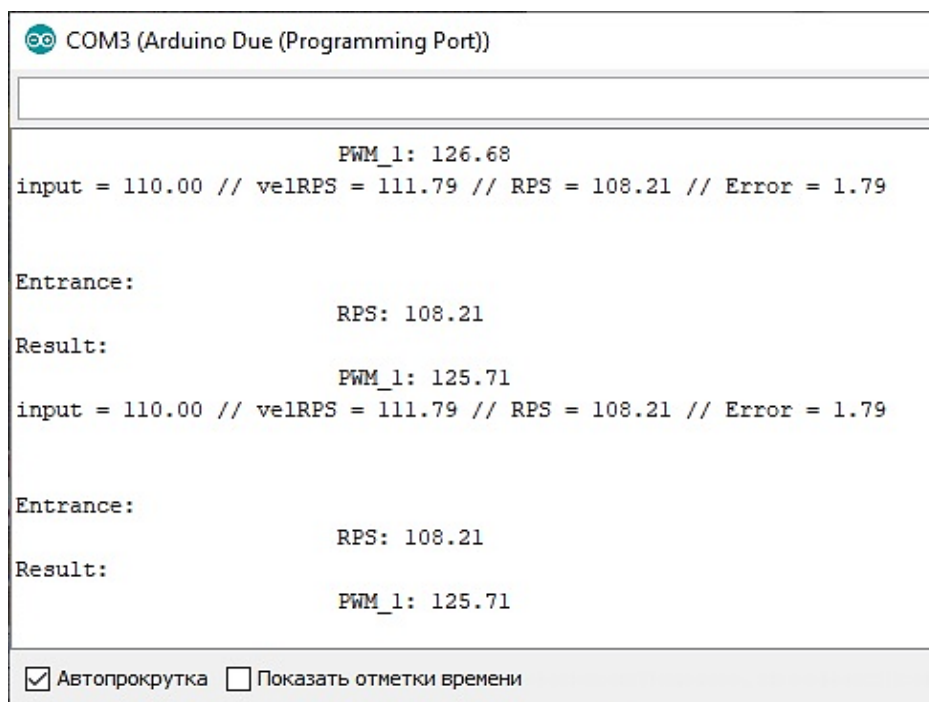 COM3 (Arduino Due (Programming Port))
PWM_1: 126.68
input = 110.00 // velRPS = 111.79 // RPS = 108.21 // Error = 1.79
Entrance:
RPS: 108.21
Result:
PWM_1: 125.71
input = 110.00 // velRPS = 111.79 // RPS = 108.21 // Error = 1.79
Entrance:
RPS: 108.21
Result:
PWM_1: 125.71
Автопрокрутка Показать отметки времени